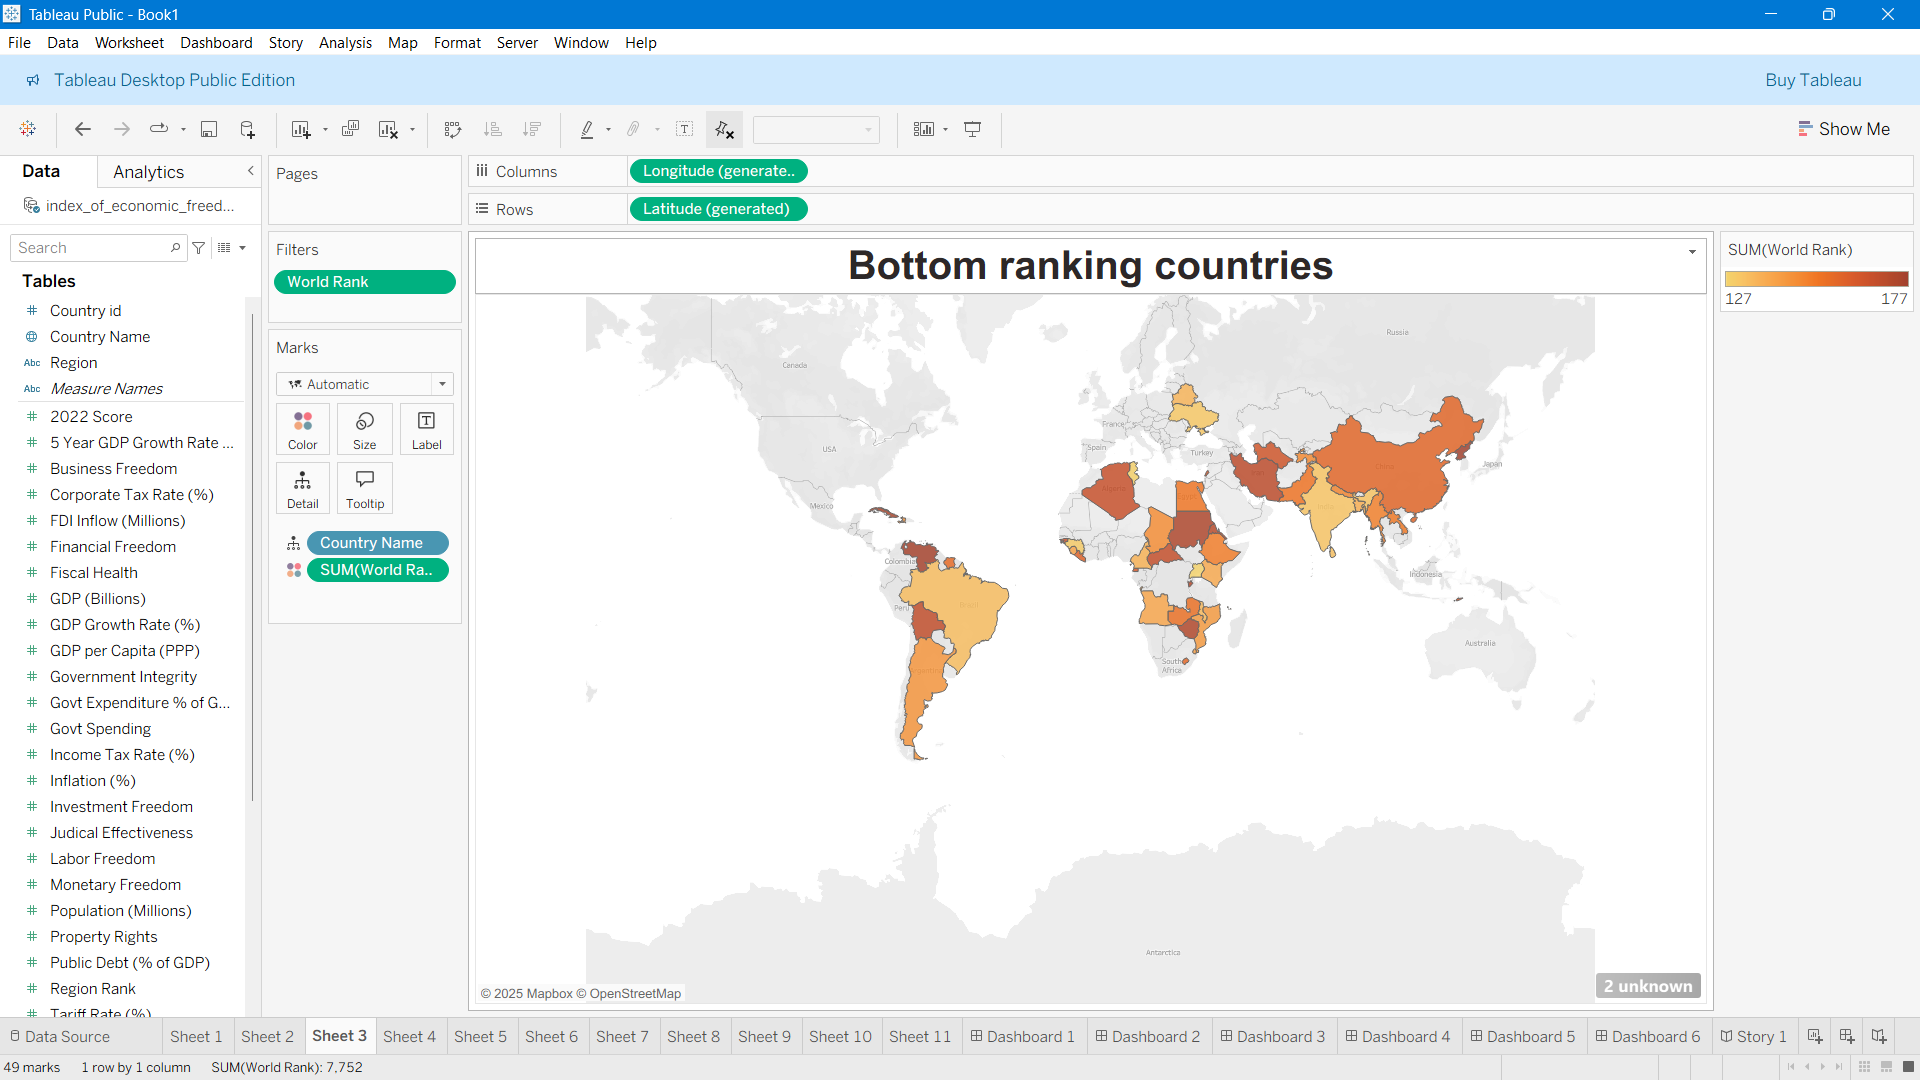 Tableau Public - Book1
File Data Worksheet Dashboard Story Analysis Map Format Server Window Help
Tableau Desktop Public Edition
Buy Tableau
Show Me
Data
Analytics
index_of_economic_freed...
Search
Tables
Country id
Country Name
Abc Region
Abc Measure Names
2022 Score
5 Year GDP Growth Rate ...
Business Freedom
Corporate Tax Rate (%)
FDI Inflow (Millions)
Financial Freedom
Fiscal Health
GDP (Billions)
GDP Growth Rate (%)
GDP per Capita (PPP)
Government Integrity
Govt Expenditure % of G...
Govt Spending
Income Tax Rate (%)
Inflation (%)
Investment Freedom
Judical Effectiveness
Labor Freedom
Monetary Freedom
Population (Millions)
Property Rights
Public Debt (% of GDP)
Region Rank
Tariff Rate (%)
Pages
Filters
World Rank
Marks
Automatic
Color Size Label
Detail Tooltip
Country Name
SUM(World Ra..
Columns
Longitude (generate..
Rows
Latitude (generated)
Bottom ranking countries
Russia
Canada
France
USA
Spain
Turkey
Japan
Mexico
Colombia
Indonesia
Peru
Brazil
Australia
South
Africa
Antarctica
© 2025 Mapbox © OpenStreetMap
2 unknown
SUM(World Rank)
127 177
Data Source Sheet 1 Sheet 2 Sheet 3 Sheet 4 Sheet 5 Sheet 6 Sheet 7 Sheet 8 Sheet 9 Sheet 10 Sheet 11 Dashboard 1 Dashboard 2 Dashboard 3 Dashboard 4 Dashboard 5 Dashboard 6 Story 1
49 marks 1 row by 1 column SUM(World Rank): 7,752